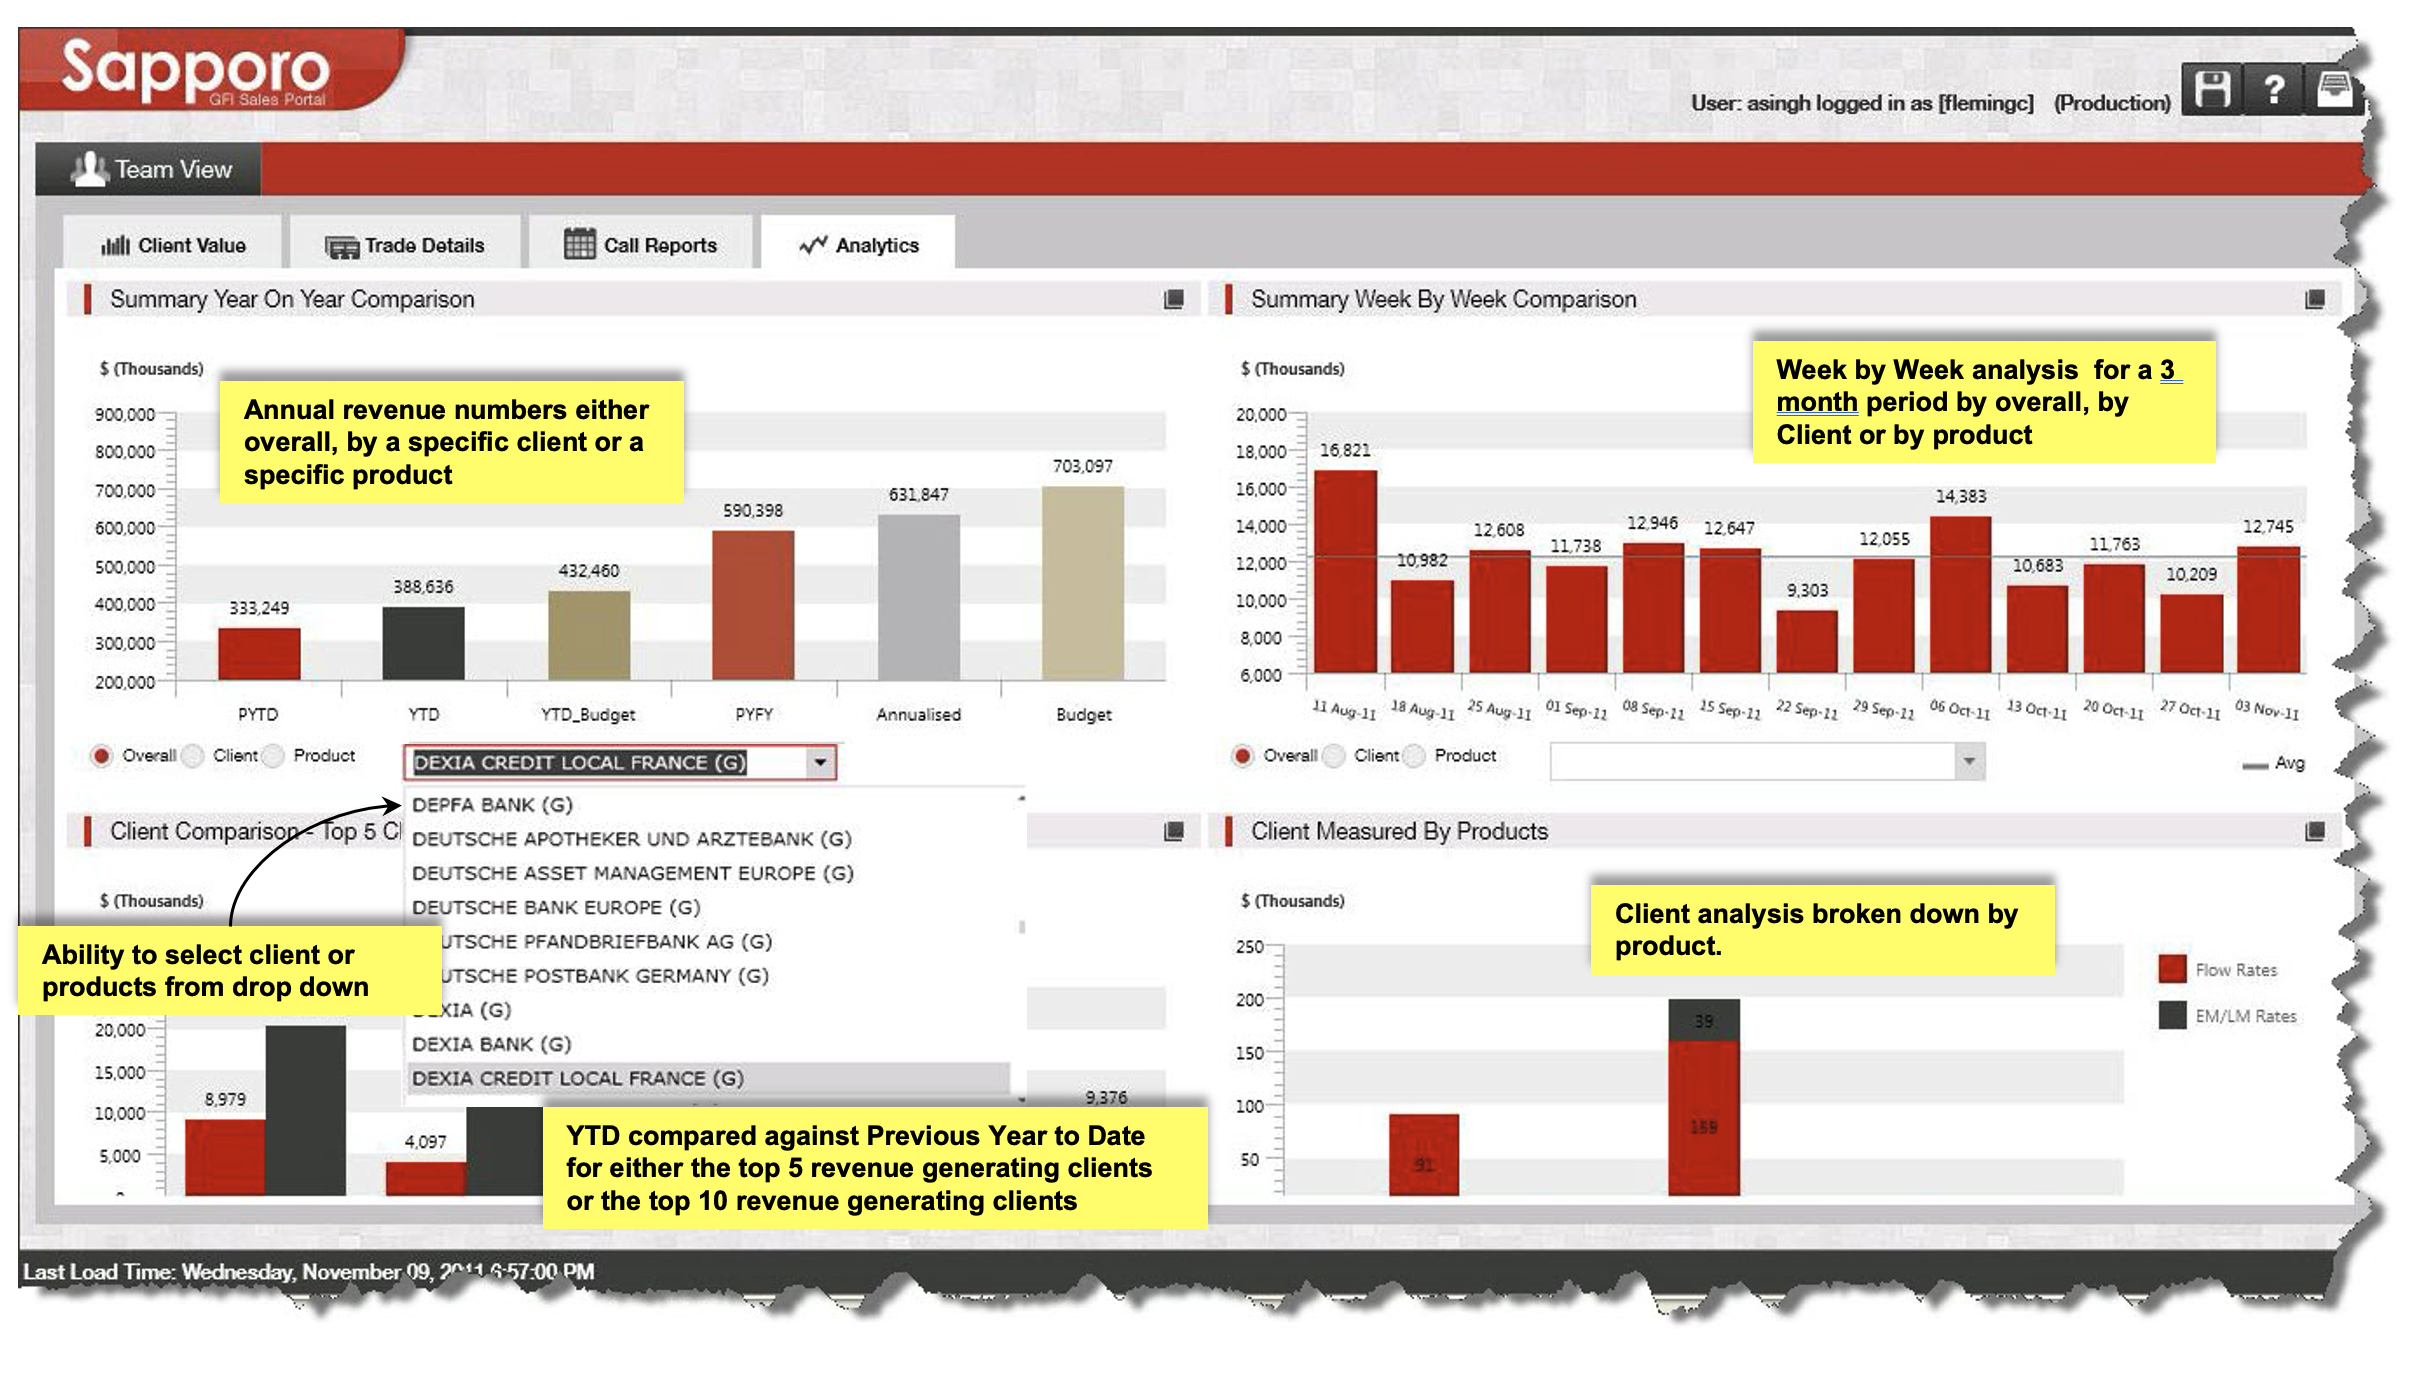 Sapporo
GFI Sales Portal
User: asingh logged in as [flemingc] (Production)
?
Team View
Client Value
Trade Details
Call Reports
Analytics
Summary Year On Year Comparison
$ (Thousands)
Annual revenue numbers either
overall, by a specific client or a
specific product
900,000
800,000
700,000
600,000
500,000
400,000
300,000
200,000
333,249
388,636
432,460
590,398
631,847
703,097
PYTD
YTD
YTD_Budget
PYFY
Annualised
Budget
Overall
Client
Product
DEXIA CREDIT LOCAL FRANCE (G)
DEPFA BANK (G)
DEUTSCHE APOTHEKER UND ARZTEBANK (G)
DEUTSCHE ASSET MANAGEMENT EUROPE (G)
DEUTSCHE BANK EUROPE (G)
UTSCHE PFANDBRIEFBANK AG (G)
UTSCHE POSTBANK GERMANY (G)
XIA (G)
DEXIA BANK (G)
DEXIA CREDIT LOCAL FRANCE (G)
Summary Week By Week Comparison
$ (Thousands)
Week by Week analysis for a 3
month period by overall, by
Client or by product
20,000
18,000
16,000
14,000
12,000
10,000
8,000
6,000
16,821
10,982
12,608
11,738
12,946
12,647
9,303
12,055
14,383
10,683
11,763
10,209
12,745
11 Aug-11
18 Aug-11
25 Aug-11
01 Sep-11
08 Sep-11
15 Sep-11
22 Sep-11
29 Sep-11
06 Oct-11
13 Oct-11
20 Oct-11
27 Oct-11
03 Nov-11
Overall
Client
Product
Avg
Client Comparison - Top 5 Cl
$ (Thousands)
Ability to select client or
products from drop down
20,000
15,000
10,000
5,000
8,979
4,097
9,376
YTD compared against Previous Year to Date
for either the top 5 revenue generating clients
or the top 10 revenue generating clients
Client Measured By Products
$ (Thousands)
Client analysis broken down by
product.
250
200
150
100
50
91
39
Flow Rates
EM/LM Rates
Last Load Time: Wednesday, November 09, 2011 6:57:00 PM